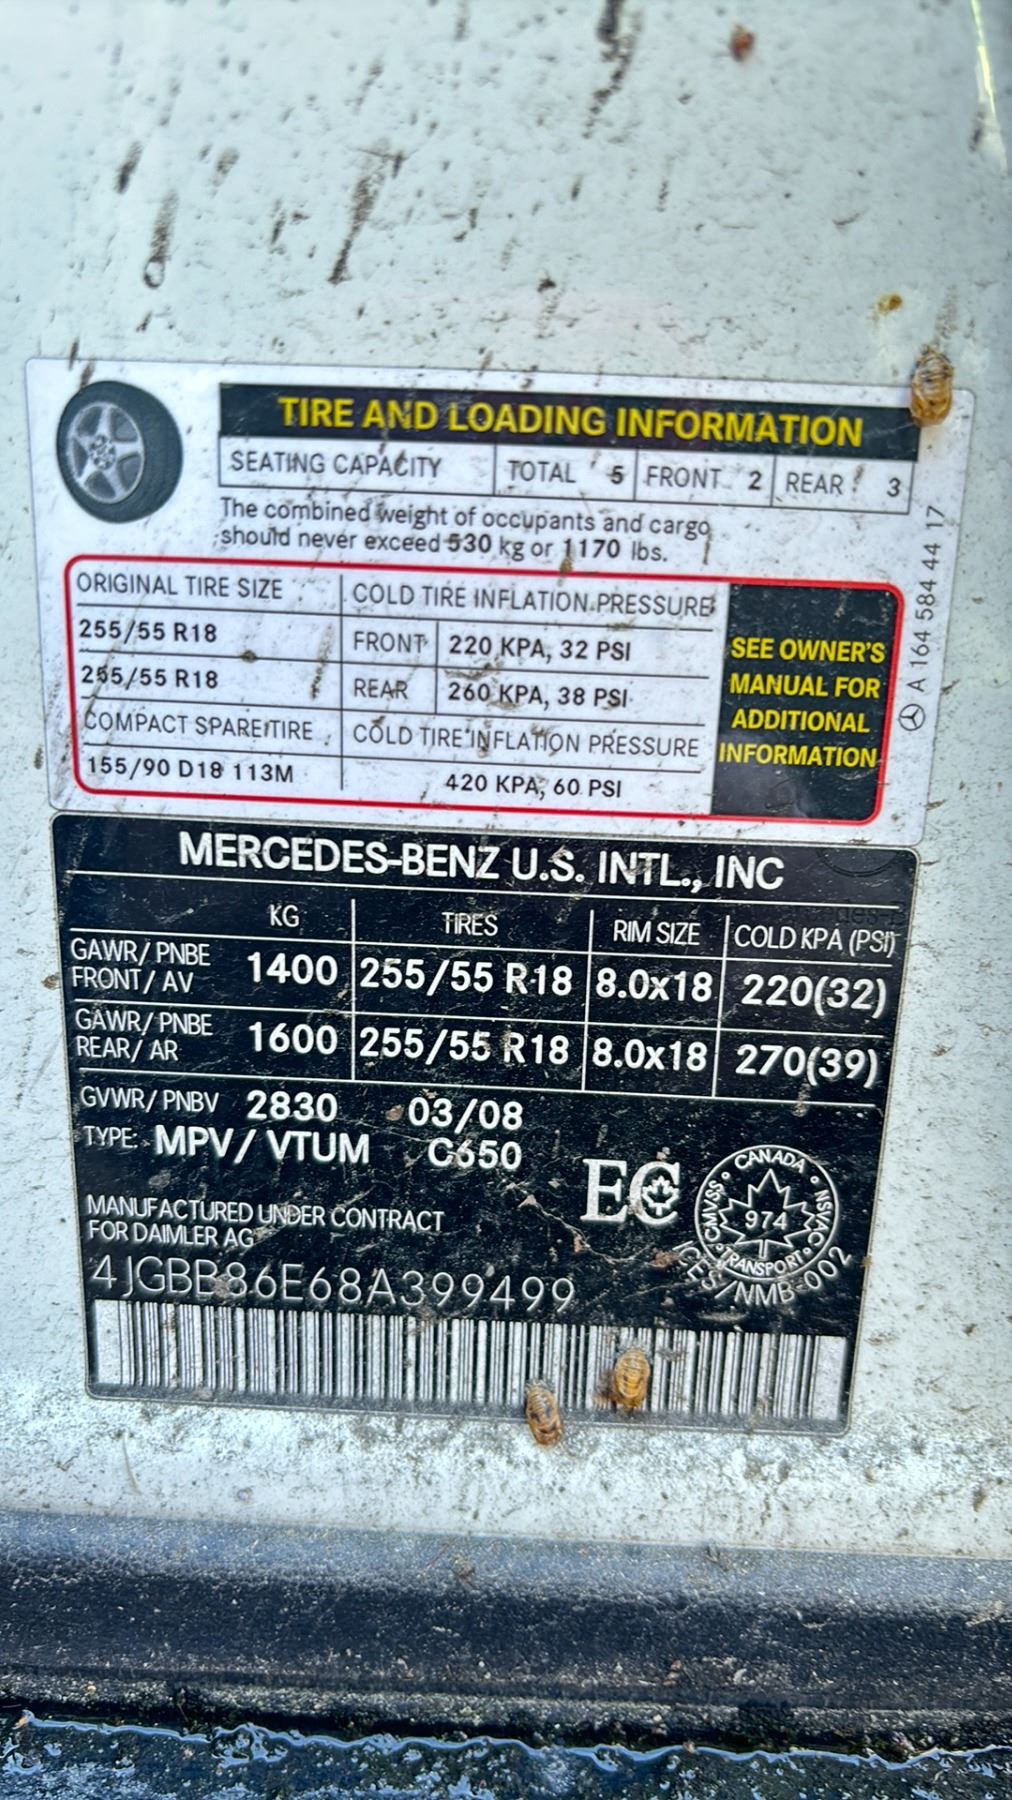 TIRE AND LOADING INFORMATION
SEATING CAPACITY TOTAL 5 FRONT 2 REAR 3
The combined weight of occupants and cargo
should never exceed 530 kg or 1170 lbs.
ORIGINAL TIRE SIZE COLD TIRE INFLATION PRESSURE
255/55 R18 FRONT 220 KPA, 32 PSI
255/55 R18 REAR 260 KPA, 38 PSI
COMPACT SPARE TIRE COLD TIRE INFLATION PRESSURE
155/90 D18 113M 420 KPA, 60 PSI
SEE OWNER'S
MANUAL FOR
ADDITIONAL
INFORMATION
A 164 584 44 17
MERCEDES-BENZ U.S. INTL., INC
KG TIRES RIM SIZE COLD KPA (PSI)
GAWR/ PNBE
FRONT/ AV 1400 255/55 R18 8.0x18 220(32)
GAWR/ PNBE
REAR/ AR 1600 255/55 R18 8.0x18 270(39)
GVWR/ PNBV 2830 03/08
TYPE: MPV/ VTUM C650
MANUFACTURED UNDER CONTRACT
FOR DAIMLER AG
EC
CANADA
CMVSS
974
NSVAC
TRANSPORT
ICES/NMB-002
4JGBB86E68A399499